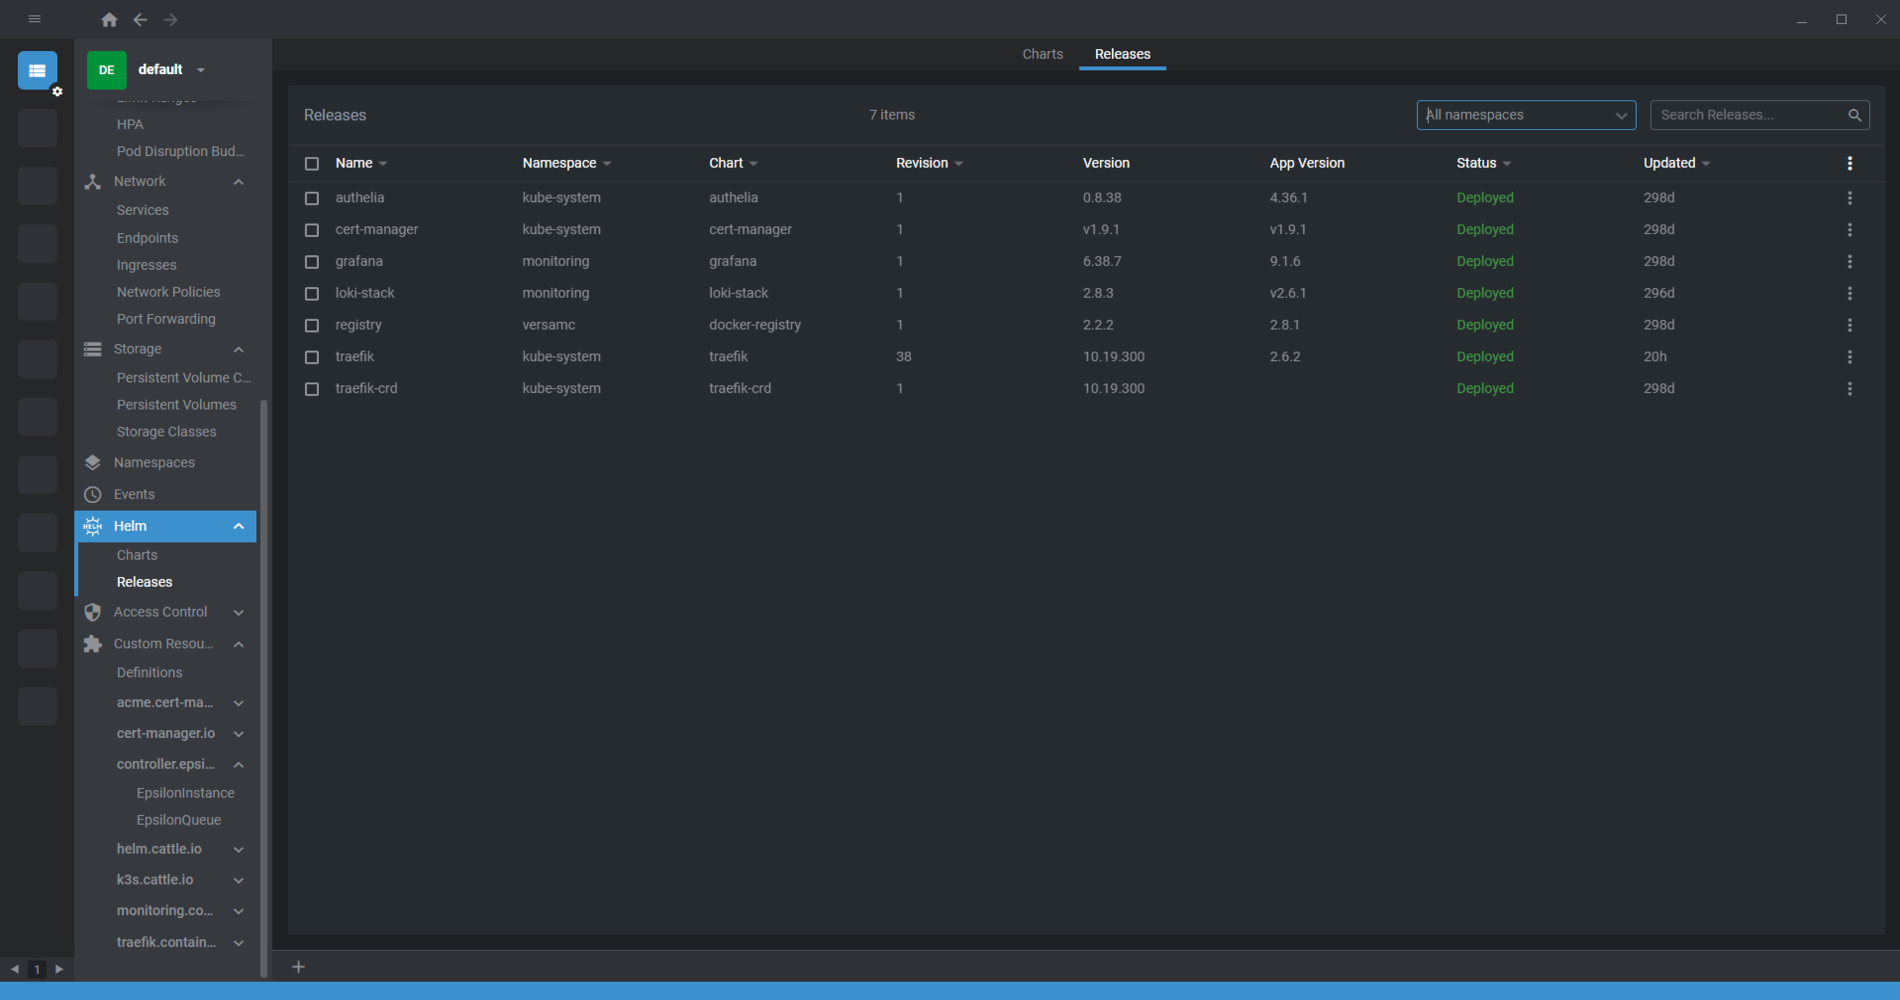 Charts Releases
DE default
Limit Ranges
HPA
Pod Disruption Bud...
Network
Services
Endpoints
Ingresses
Network Policies
Port Forwarding
Storage
Persistent Volume C...
Persistent Volumes
Storage Classes
Namespaces
Events
HELM Helm
Charts
Releases
Access Control
Custom Resou...
Definitions
acme.cert-ma...
cert-manager.io
controller.epsi...
EpsilonInstance
EpsilonQueue
helm.cattle.io
k3s.cattle.io
monitoring.co...
traefik.contain...
1
Releases 7 items All namespaces Search Releases...
Name Namespace Chart Revision Version App Version Status Updated
authelia kube-system authelia 1 0.8.38 4.36.1 Deployed 298d
cert-manager kube-system cert-manager 1 v1.9.1 v1.9.1 Deployed 298d
grafana monitoring grafana 1 6.38.7 9.1.6 Deployed 298d
loki-stack monitoring loki-stack 1 2.8.3 v2.6.1 Deployed 296d
registry versamc docker-registry 1 2.2.2 2.8.1 Deployed 298d
traefik kube-system traefik 38 10.19.300 2.6.2 Deployed 20h
traefik-crd kube-system traefik-crd 1 10.19.300 Deployed 298d